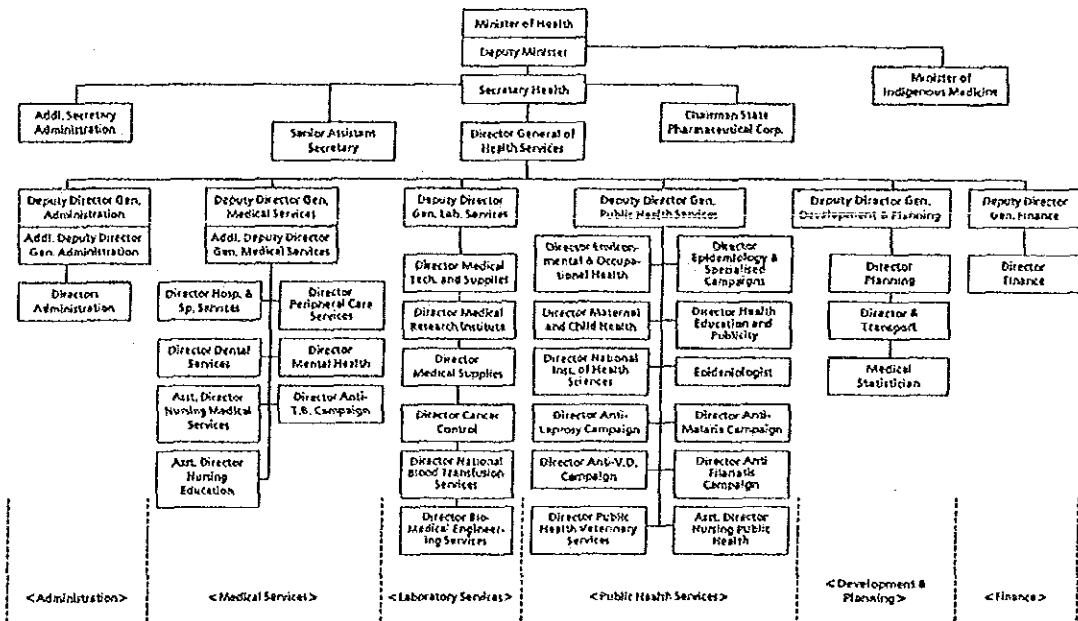 Minister of Health
Deputy Minister
Secretary Health
Minister of
Indigenous Medicine
Addl. Secretary
Administration
Senior Assistant
Secretary
Director General of
Health Services
Chairman State
Pharmaceutical Corp.
Deputy Director Gen,
Administration
Addl. Deputy Director
Gen. Administration
Directors
Administration
Deputy Director Gen,
Medical Services
Addl. Deputy Director
Gen, Medical Services
Director Hosp. &
Sp. Services
Director
Peripheral Care
Services
Director Dental
Services
Director
Mental Health
Asst. Director
Nursing Medical
Services
Director Anti-
T.B. Campaign
Asst. Director
Nursing
Education
Deputy Director
Gen. Lab. Services
Director Medical
Tech. and Supplies
Director Medical
Research Institute
Director
Medical Supplies
Director Cancer
Control
Director National
Blood Transfusion
Services
Director Bio-
Medical Engineer-
ing Services
Deputy Director Gen,
Public Health Services
Director Environ-
mental & Occupa-
tional Health
Director
Epidemiology &
Specialised
Campaigns
Director Maternal
and Child Health
Director Health
Education and
Publicity
Director National
Inst. of Health
Sciences
Epidemiologist
Director Anti-
Leprosy Campaign
Director Anti-
Malaria Campaign
Director Anti-V.D.
Campaign
Director Anti
Filariasis
Campaign
Director Public
Health Veterinary
Services
Asst. Director
Nursing Public
Health
Deputy Director Gen,
Development & Planning
Director
Planning
Director &
Transport
Medical
Statistician
Deputy Director
Gen. Finance
Director
Finance
<Administration>
<Medical Services>
<Laboratory Services>
<Public Health Services>
<Development &
Planning>
<Finance>